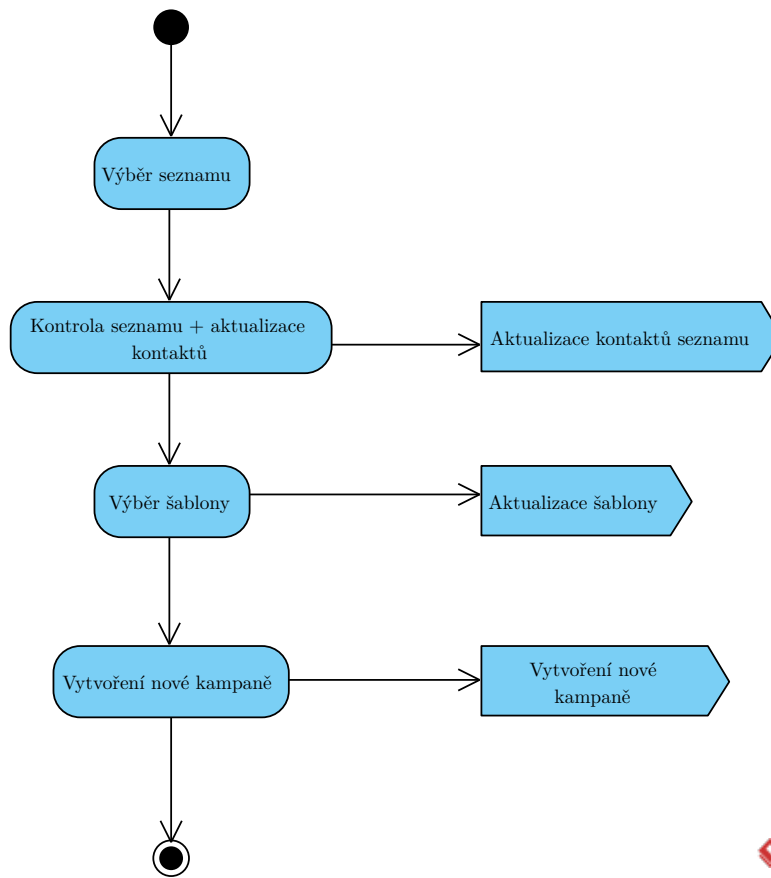 Výběr seznamu
Kontrola seznamu + aktualizace
kontaktů
Aktualizace kontaktů seznamu
Výběr šablony
Aktualizace šablony
Vytvoření nové kampaně
Vytvoření nové
kampaně